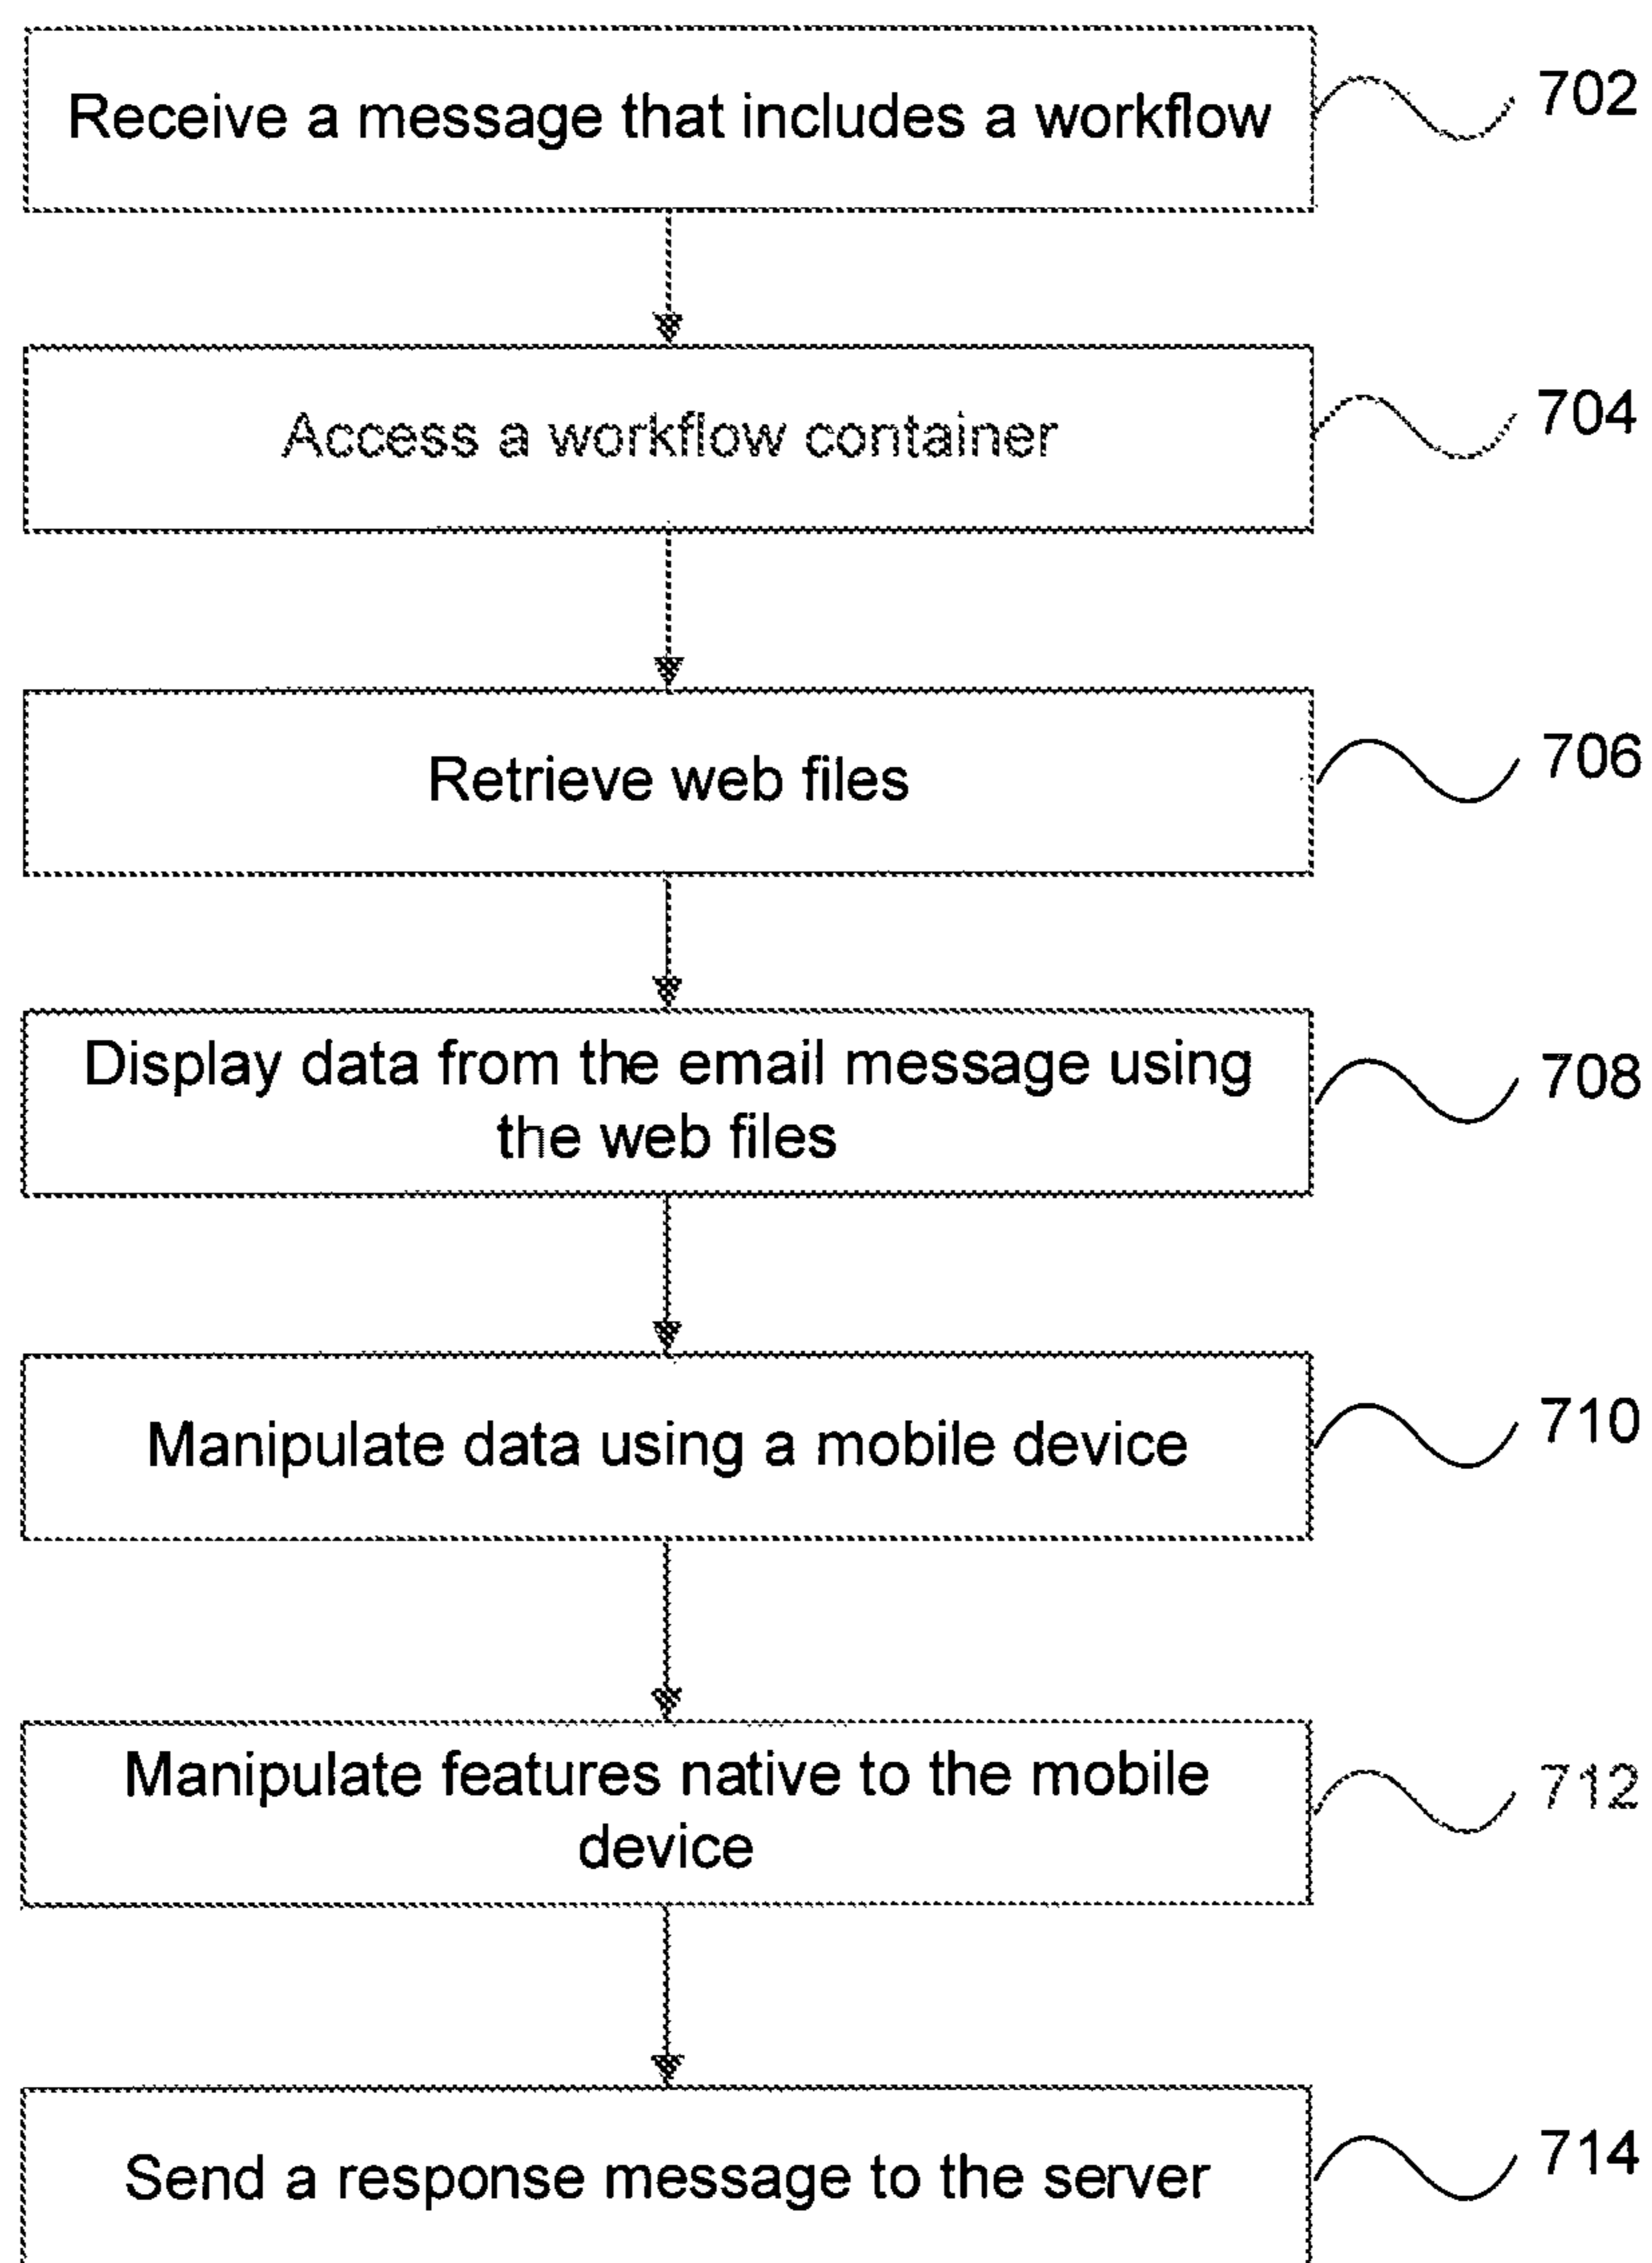 Receive a message that includes a workflow
702
Access a workflow container
704
Retrieve web files
706
Display data from the email message using
the web files
708
Manipulate data using a mobile device
710
Manipulate features native to the mobile
device
712
Send a response message to the server
714